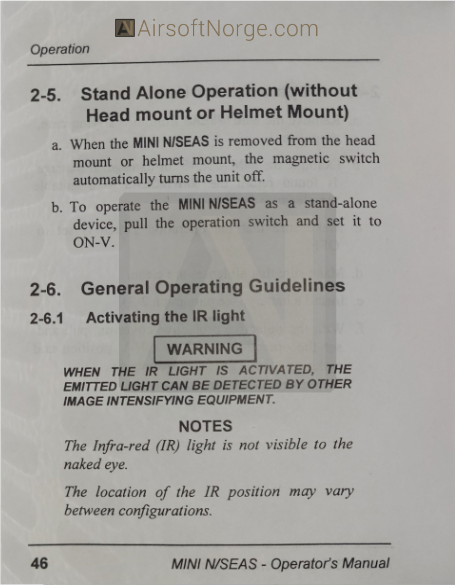 AirsoftNorge.com
Operation
2-5. Stand Alone Operation (without
Head mount or Helmet Mount)
a. When the MINI N/SEAS is removed from the head
mount or helmet mount, the magnetic switch
automatically turns the unit off.
b. To operate the MINI N/SEAS as a stand-alone
device, pull the operation switch and set it to
ON-V.
2-6. General Operating Guidelines
2-6.1 Activating the IR light
WARNING
WHEN THE IR LIGHT IS ACTIVATED, THE
EMITTED LIGHT CAN BE DETECTED BY OTHER
IMAGE INTENSIFYING EQUIPMENT.
NOTES
The Infra-red (IR) light is not visible to the
naked eye.
The location of the IR position may vary
between configurations.
46 MINI N/SEAS - Operator's Manual